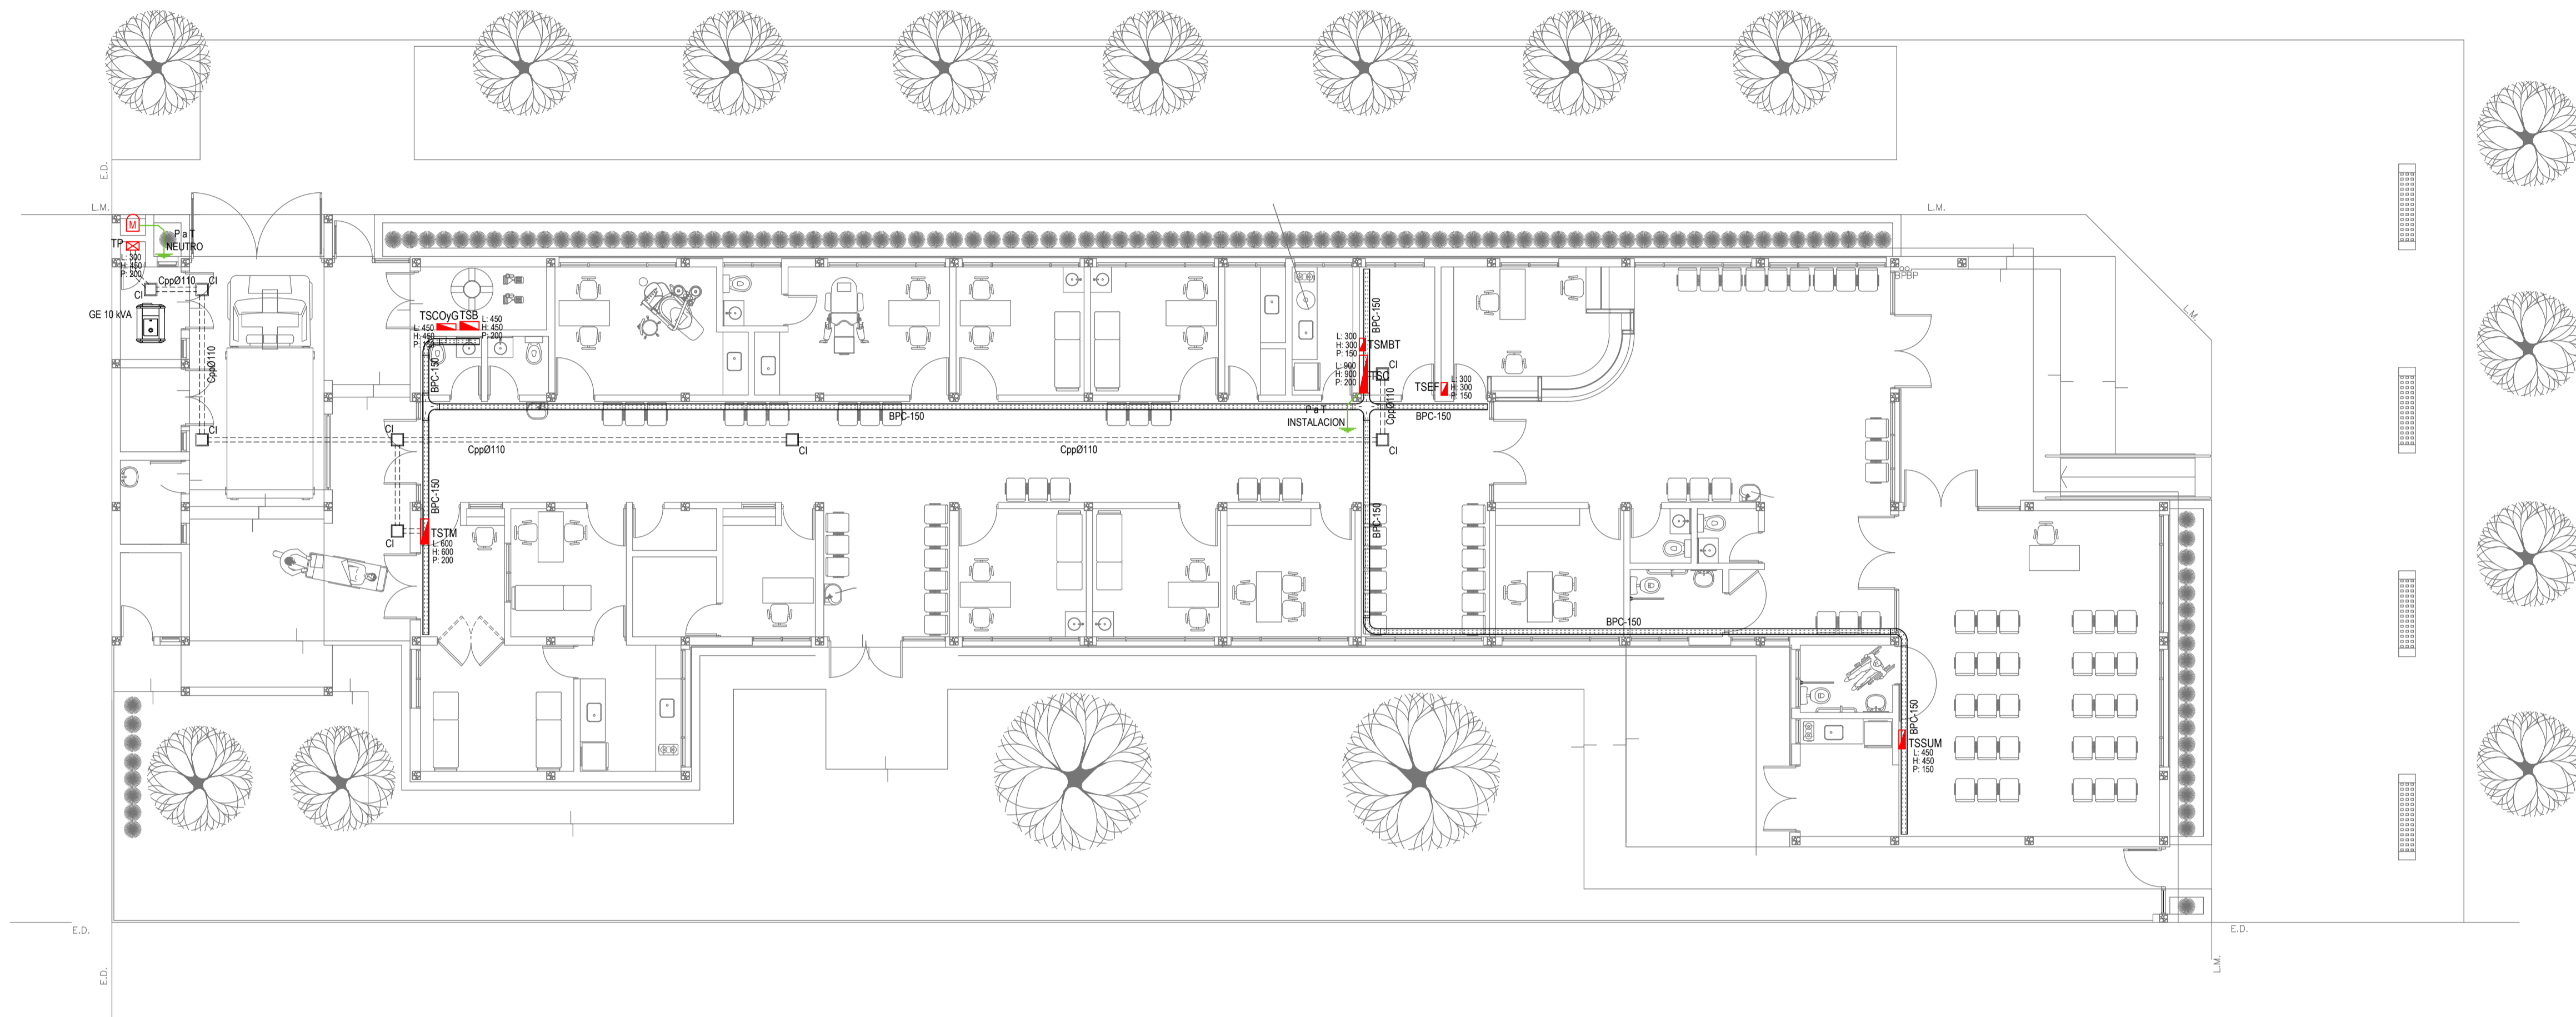 E.D.
L.M.
L.M.
L.M.
M
TP
P a T
NEUTRO
L: 300
H: 450
P: 200
CppØ110
CI
CI
GE 10 kVA
CppØ110
TSCOyG
TSB
L: 450
H: 450
P: 150
L: 450
H: 450
P: 200
BPC-150
BPC-150
L: 300
H: 300
P: 150
TSMBT
L: 900
H: 900
P: 200
TSC
CI
CppØ110
TSEF
L: 300
H: 300
P: 150
BPC-150
BPC-150
P a T
INSTALACION
CI
CI
CppØ110
CI
CppØ110
CI
BPC-150
TSTM
L: 600
H: 600
P: 200
CI
BPC-150
BPC-150
BPC-150
TSSUM
L: 450
H: 450
P: 150
E.D.
E.D.
E.D.
L.M.